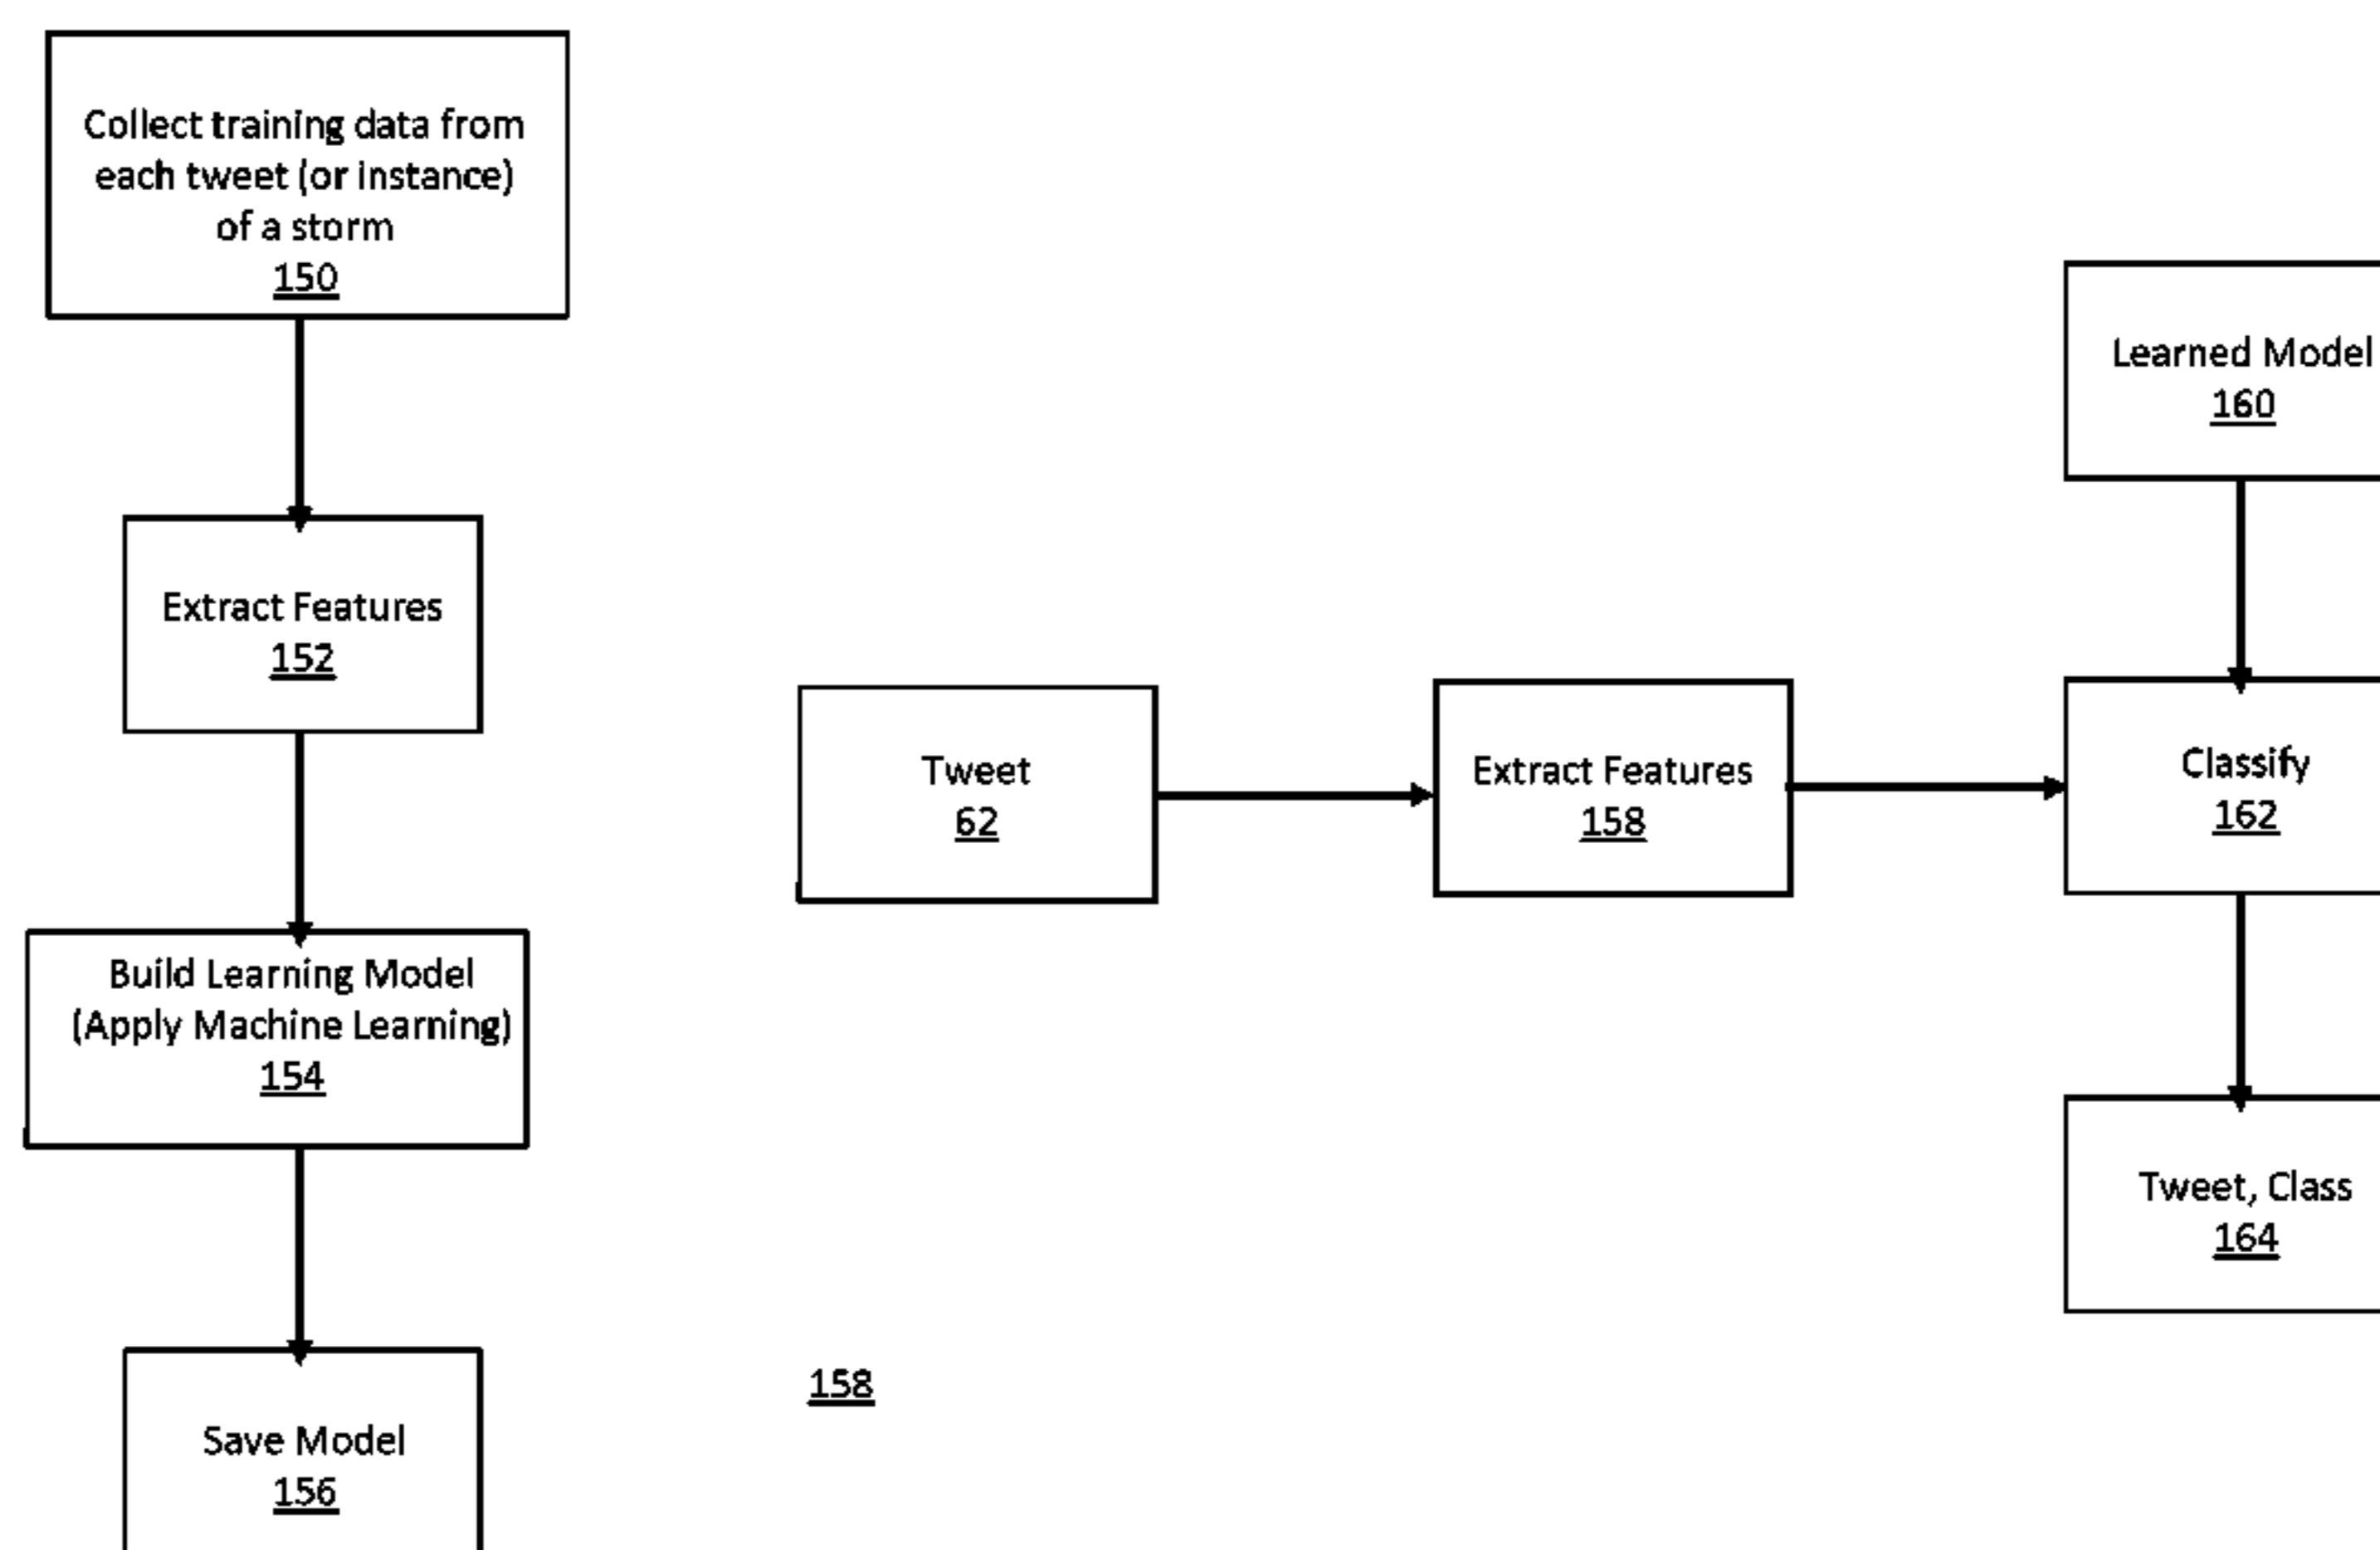 Collect training data from
each tweet (or instance)
of a storm
150
Extract Features
152
Build Learning Model
(Apply Machine Learning)
154
Save Model
156
Tweet
62
Extract Features
158
Learned Model
160
Classify
162
Tweet, Class
164
158